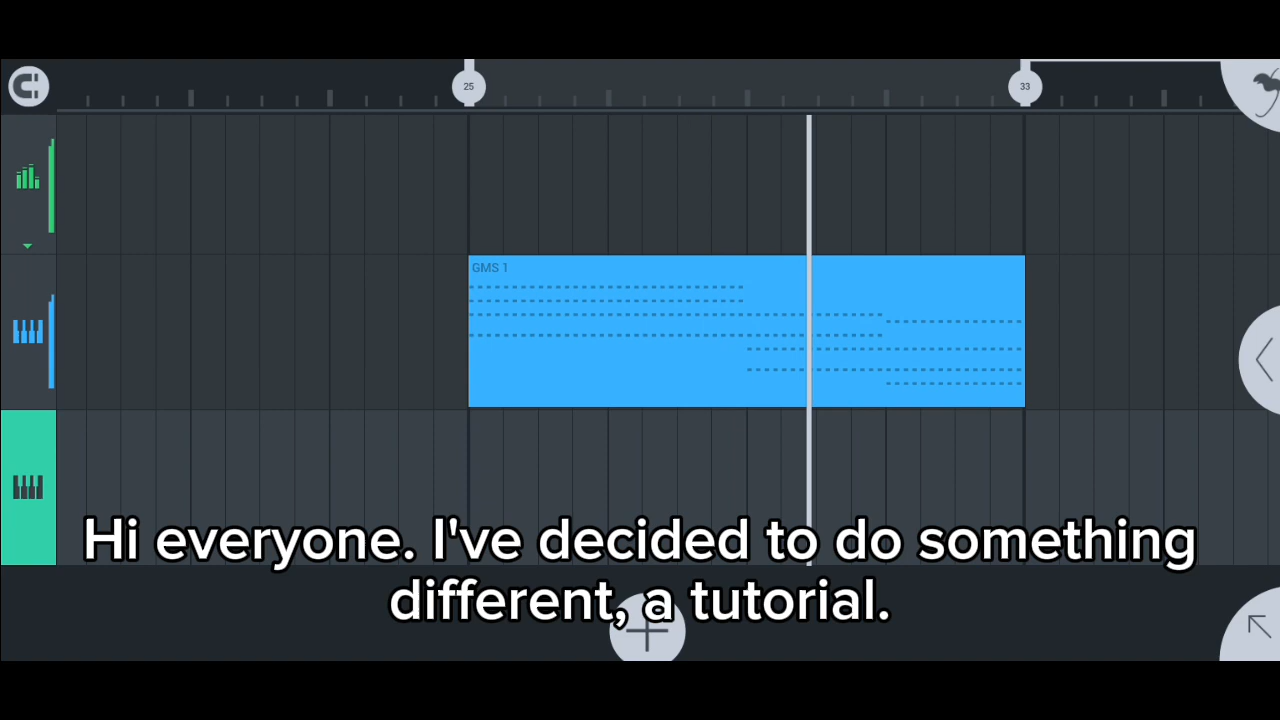 25
33
GMS 1
Hi everyone. I've decided to do something
different, a tutorial.